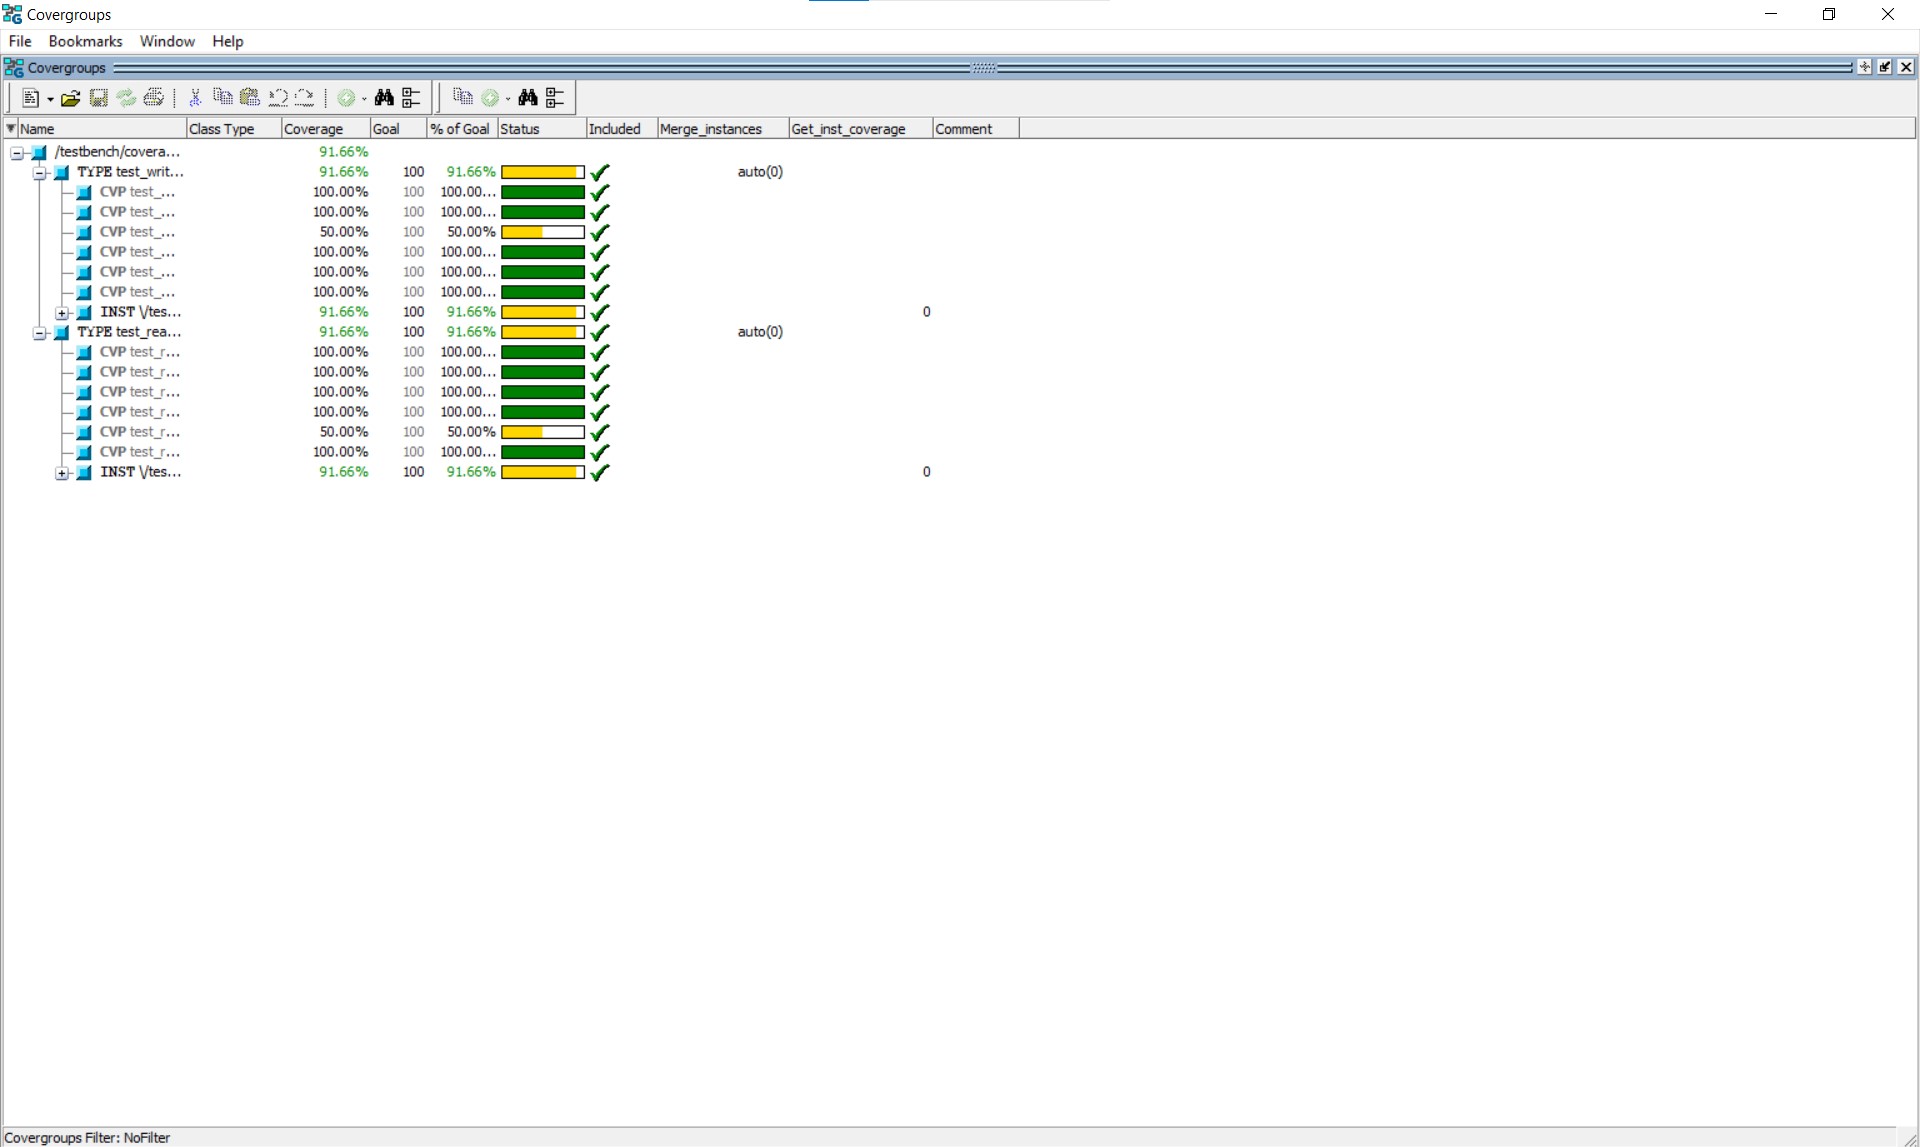 Covergroups
File Bookmarks Window Help
Covergroups
Name Class Type Coverage Goal % of Goal Status Included Merge_instances Get_inst_coverage Comment
/testbench/covera... 91.66%
TYPE test_writ... 91.66% 100 91.66% auto(0)
CVP test_... 100.00% 100 100.00...
CVP test_... 100.00% 100 100.00...
CVP test_... 50.00% 100 50.00%
CVP test_... 100.00% 100 100.00...
CVP test_... 100.00% 100 100.00...
CVP test_... 100.00% 100 100.00...
INST \/tes... 91.66% 100 91.66% 0
TYPE test_rea... 91.66% 100 91.66% auto(0)
CVP test_r... 100.00% 100 100.00...
CVP test_r... 100.00% 100 100.00...
CVP test_r... 100.00% 100 100.00...
CVP test_r... 100.00% 100 100.00...
CVP test_r... 50.00% 100 50.00%
CVP test_r... 100.00% 100 100.00...
INST \/tes... 91.66% 100 91.66% 0
Covergroups Filter: NoFilter